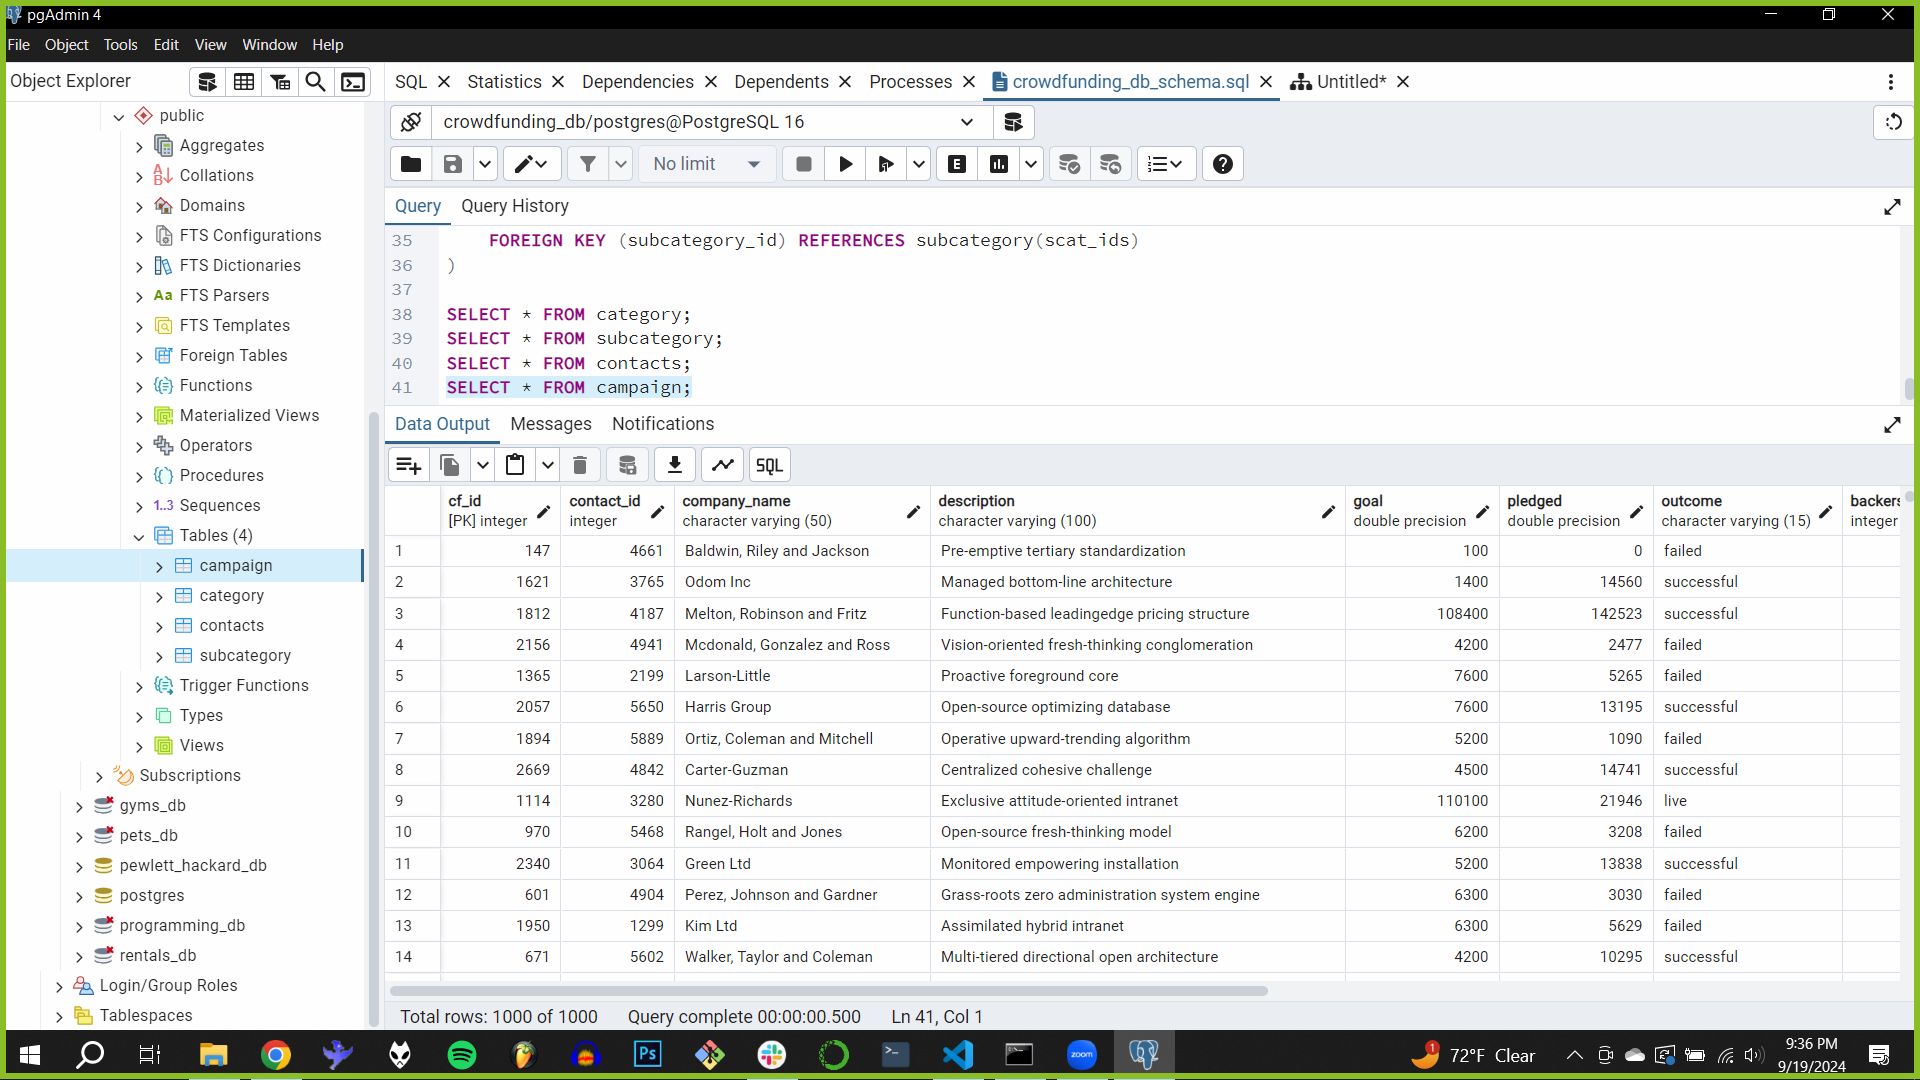 pgAdmin 4
File Object Tools Edit View Window Help
Object Explorer
SQL Statistics Dependencies Dependents Processes crowdfunding_db_schema.sql Untitled*
public
Aggregates
Collations
Domains
FTS Configurations
FTS Dictionaries
Aa FTS Parsers
FTS Templates
Foreign Tables
Functions
Materialized Views
Operators
Procedures
1..3 Sequences
Tables (4)
campaign
category
contacts
subcategory
Trigger Functions
Types
Views
Subscriptions
gyms_db
pets_db
pewlett_hackard_db
postgres
programming_db
rentals_db
Login/Group Roles
Tablespaces
crowdfunding_db/postgres@PostgreSQL 16
No limit
E
Query Query History
35 FOREIGN KEY (subcategory_id) REFERENCES subcategory(scat_ids)
36 )
37
38 SELECT * FROM category;
39 SELECT * FROM subcategory;
40 SELECT * FROM contacts;
41 SELECT * FROM campaign;
Data Output Messages Notifications
SQL
cf_id contact_id company_name description goal pledged outcome backers
[PK] integer integer character varying (50) character varying (100) double precision double precision character varying (15) integer
1 147 4661 Baldwin, Riley and Jackson Pre-emptive tertiary standardization 100 0 failed
2 1621 3765 Odom Inc Managed bottom-line architecture 1400 14560 successful
3 1812 4187 Melton, Robinson and Fritz Function-based leadingedge pricing structure 108400 142523 successful
4 2156 4941 Mcdonald, Gonzalez and Ross Vision-oriented fresh-thinking conglomeration 4200 2477 failed
5 1365 2199 Larson-Little Proactive foreground core 7600 5265 failed
6 2057 5650 Harris Group Open-source optimizing database 7600 13195 successful
7 1894 5889 Ortiz, Coleman and Mitchell Operative upward-trending algorithm 5200 1090 failed
8 2669 4842 Carter-Guzman Centralized cohesive challenge 4500 14741 successful
9 1114 3280 Nunez-Richards Exclusive attitude-oriented intranet 110100 21946 live
10 970 5468 Rangel, Holt and Jones Open-source fresh-thinking model 6200 3208 failed
11 2340 3064 Green Ltd Monitored empowering installation 5200 13838 successful
12 601 4904 Perez, Johnson and Gardner Grass-roots zero administration system engine 6300 3030 failed
13 1950 1299 Kim Ltd Assimilated hybrid intranet 6300 5629 failed
14 671 5602 Walker, Taylor and Coleman Multi-tiered directional open architecture 4200 10295 successful
Total rows: 1000 of 1000 Query complete 00:00:00.500 Ln 41, Col 1
Ps
zoom
1
72°F Clear
9:36 PM
9/19/2024